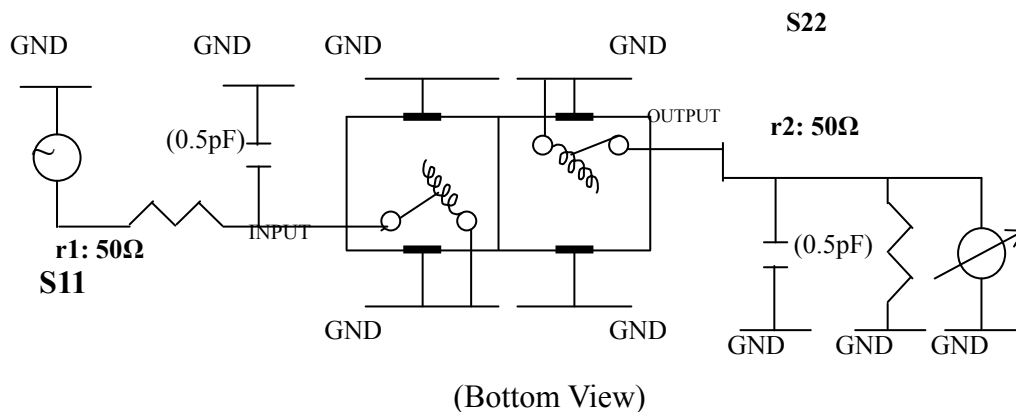 S22
GND GND GND GND
OUTPUT
(0.5pF)
r2: 50Ω
INPUT
r1: 50Ω
(0.5pF)
S11
GND GND
GND GND GND
(Bottom View)